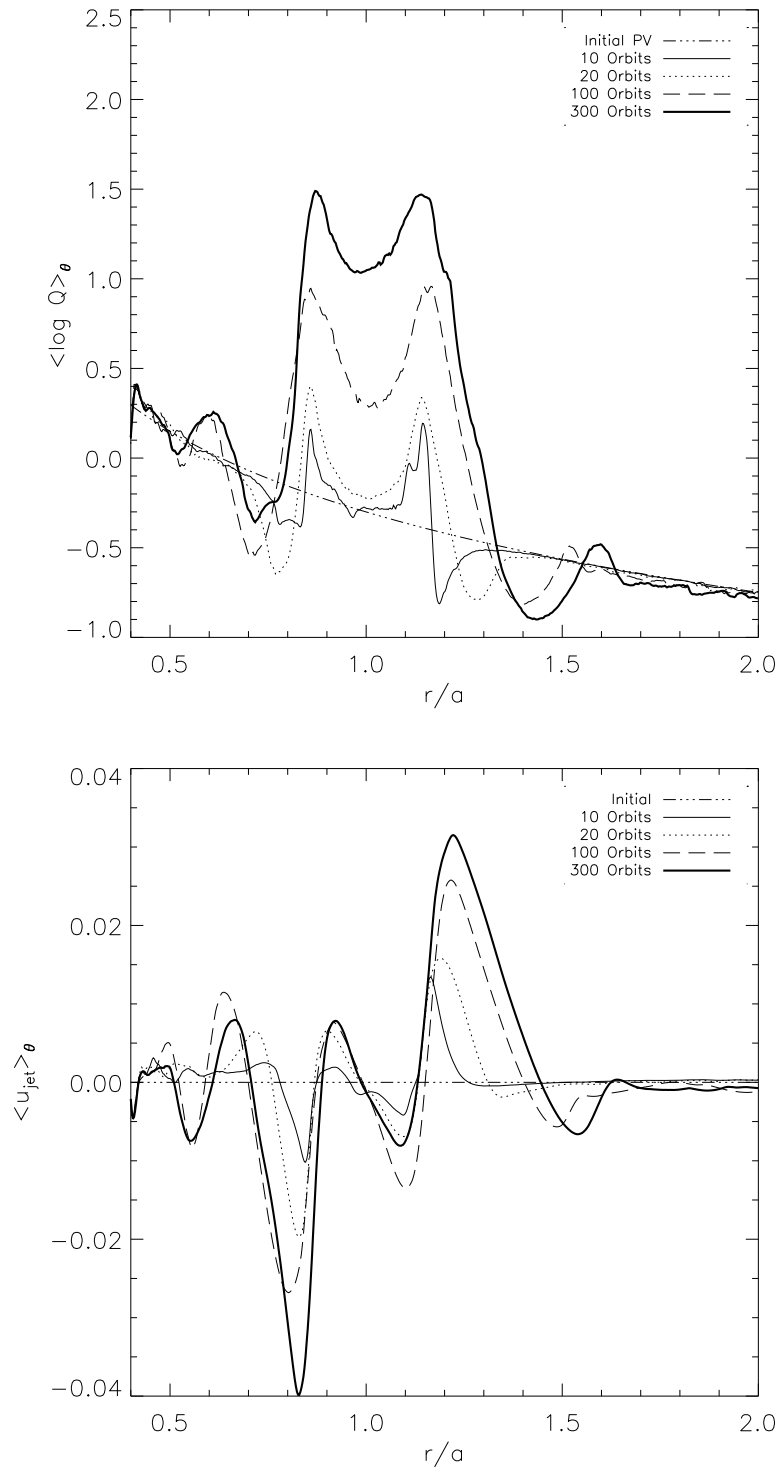 2.5
2.0
1.5
1.0
0.5
0.0
−0.5
−1.0
<log Q>θ
Initial PV
10 Orbits
20 Orbits
100 Orbits
300 Orbits
0.5 1.0 1.5 2.0
r/a
0.04
0.02
0.00
−0.02
−0.04
<ujet>θ
Initial
10 Orbits
20 Orbits
100 Orbits
300 Orbits
0.5 1.0 1.5 2.0
r/a